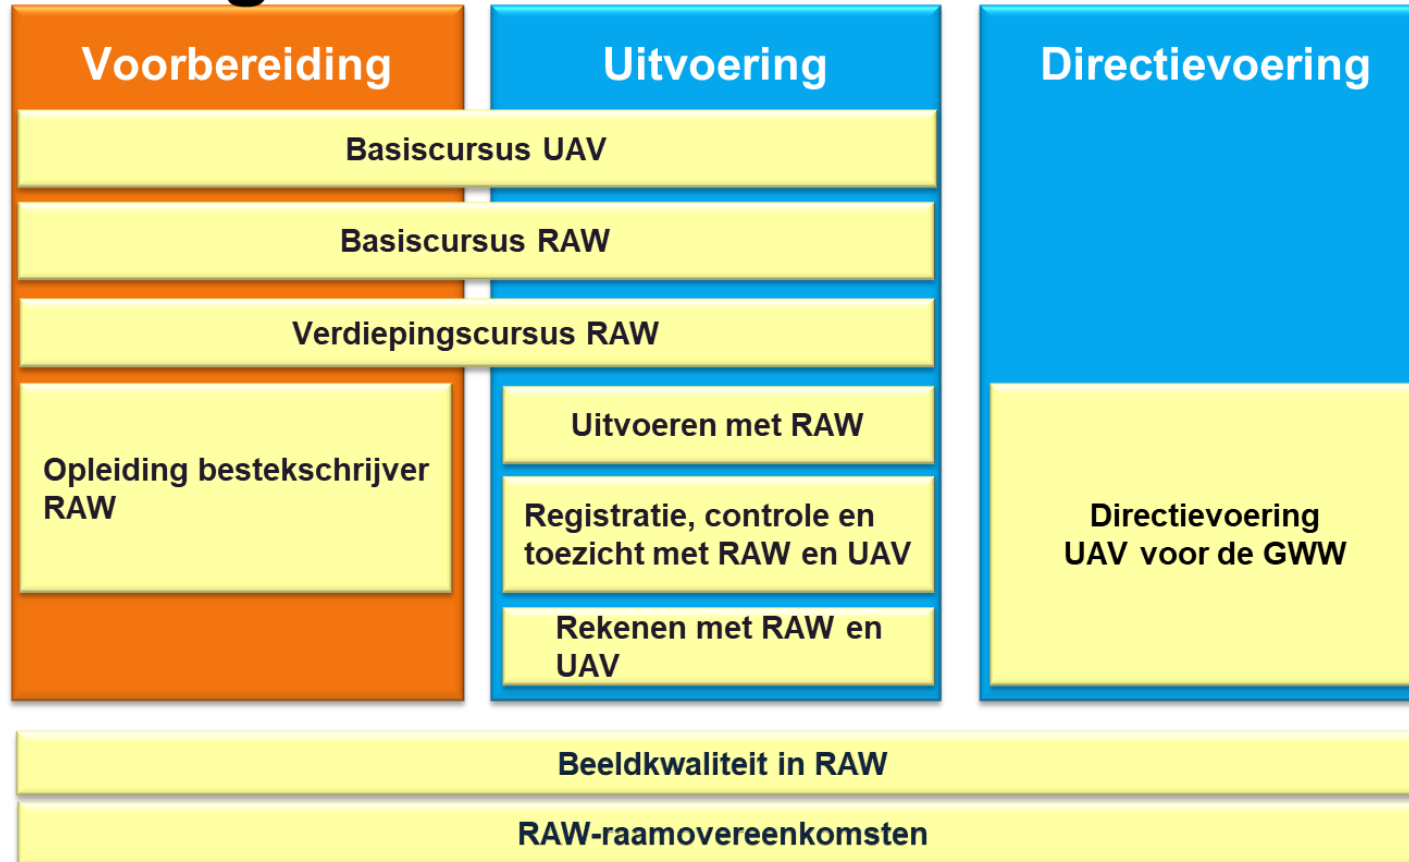 Voorbereiding
Uitvoering
Directievoering
Basiscursus UAV
Basiscursus RAW
Verdiepingscursus RAW
Opleiding bestekschrijver
RAW
Uitvoeren met RAW
Registratie, controle en
toezicht met RAW en UAV
Rekenen met RAW en
UAV
Directievoering
UAV voor de GWW
Beeldkwaliteit in RAW
RAW-raamovereenkomsten